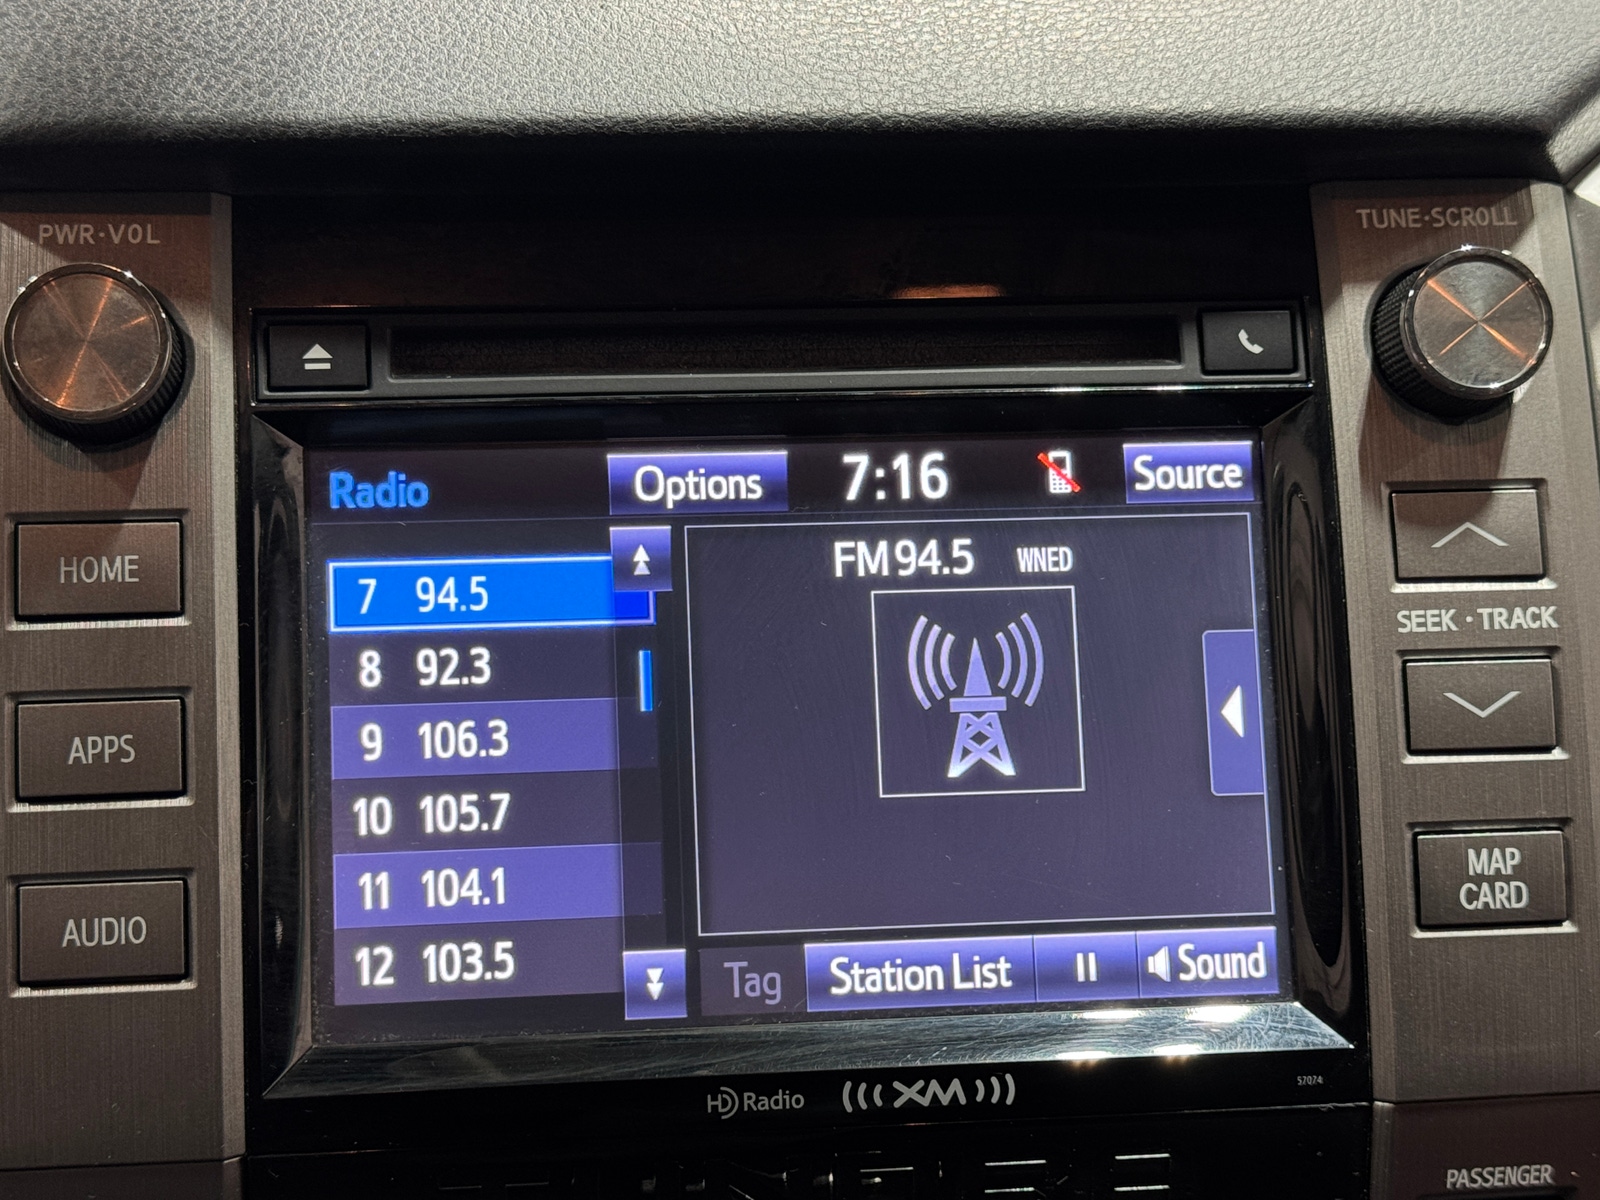 PWR·VOL
TUNE·SCROLL
Radio
Options
7:16
Source
FM 94.5 WNED
7 94.5
8 92.3
9 106.3
10 105.7
11 104.1
12 103.5
Tag
Station List
Sound
HOME
APPS
AUDIO
SEEK·TRACK
MAP
CARD
HD Radio
XM
57074
PASSENGER